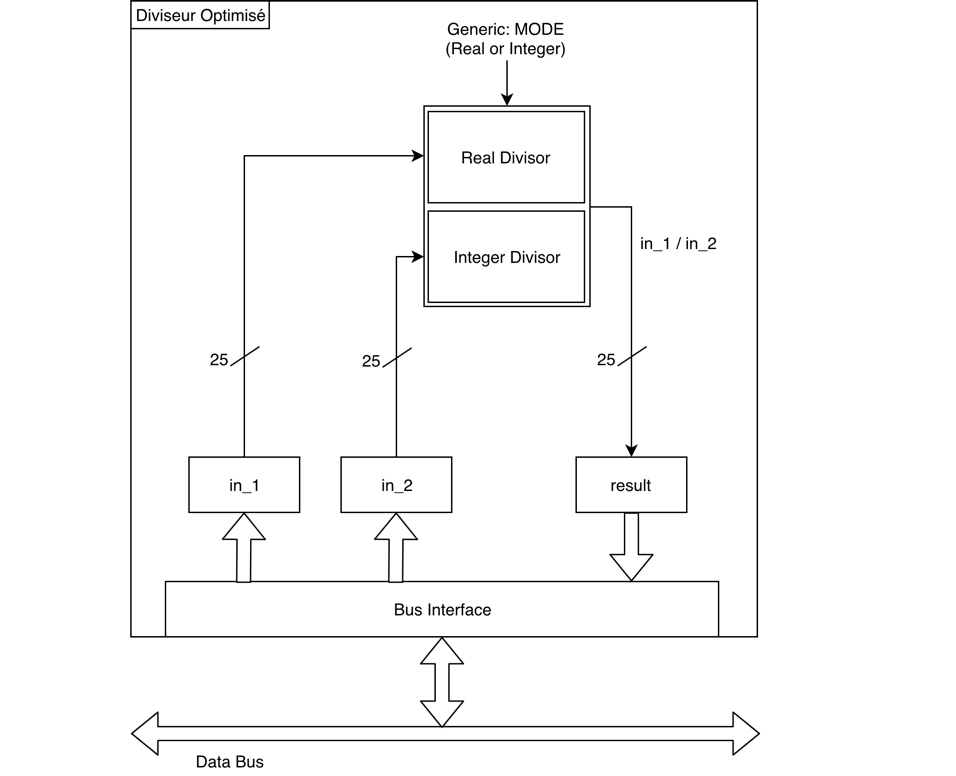 Diviseur Optimisé
Generic: MODE
(Real or Integer)
Real Divisor
in_1 / in_2
Integer Divisor
25
25
25
in_1
in_2
result
Bus Interface
Data Bus